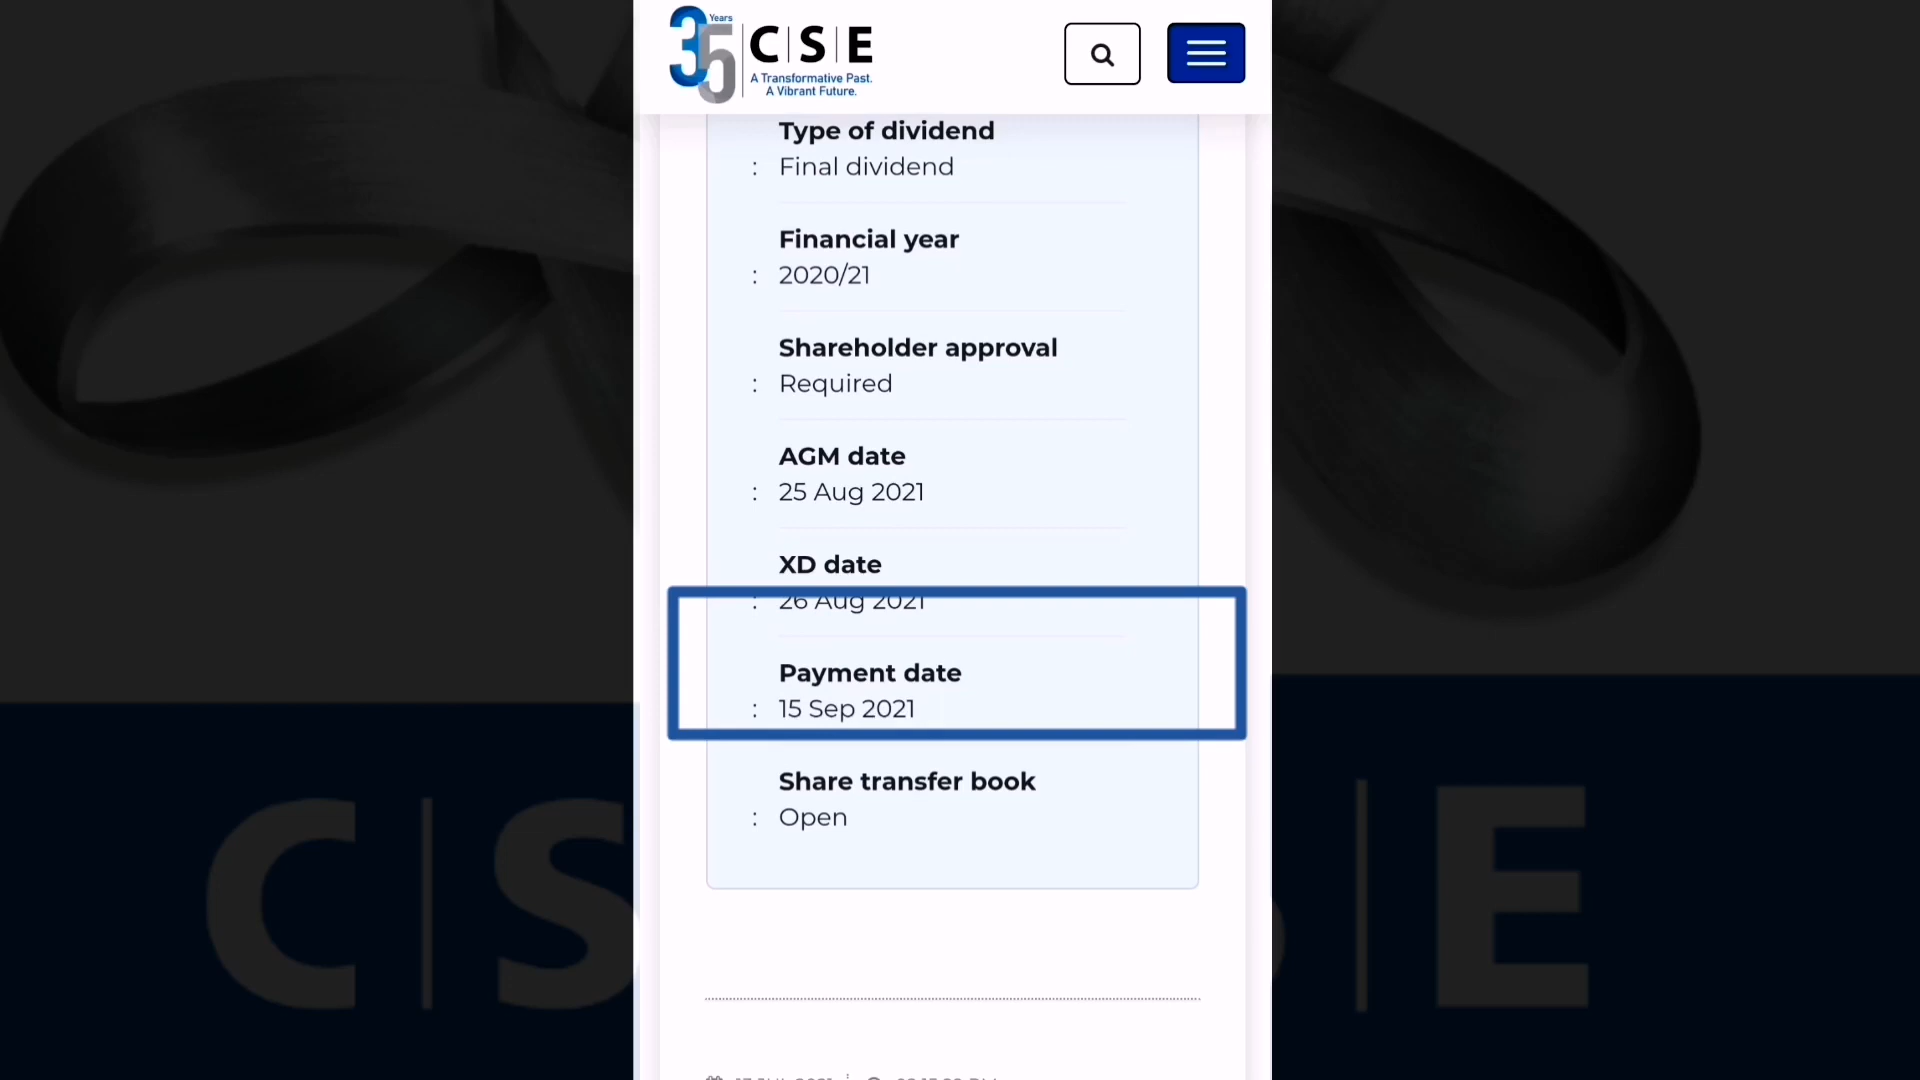 35 Years
C|S|E
A Transformative Past.
A Vibrant Future.
Type of dividend
: Final dividend
Financial year
: 2020/21
Shareholder approval
: Required
AGM date
: 25 Aug 2021
XD date
: 26 Aug 2021
Payment date
: 15 Sep 2021
Share transfer book
: Open
C|S E